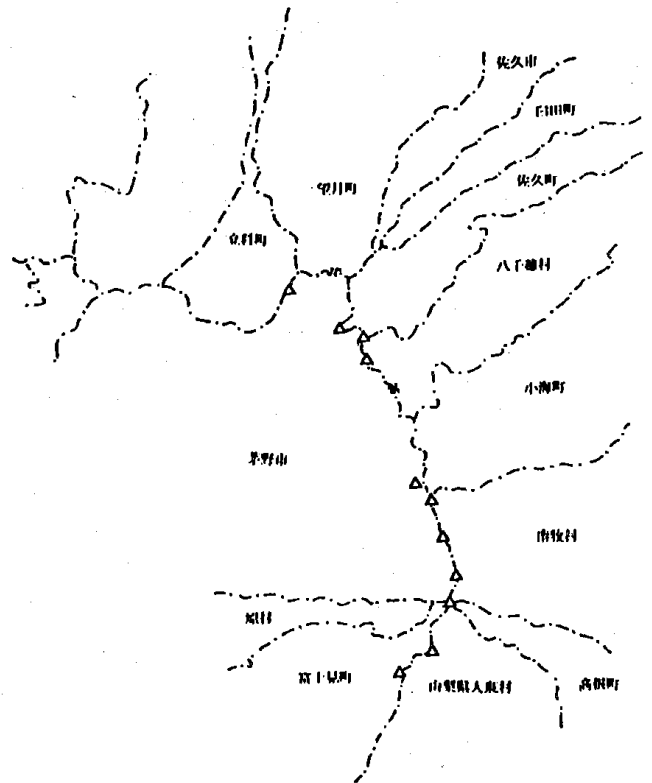 佐久市
臼田町
望月町
佐久町
立科町
八千穂村
小海町
茅野市
南牧村
原村
富士見町
山梨県大泉村
高根町